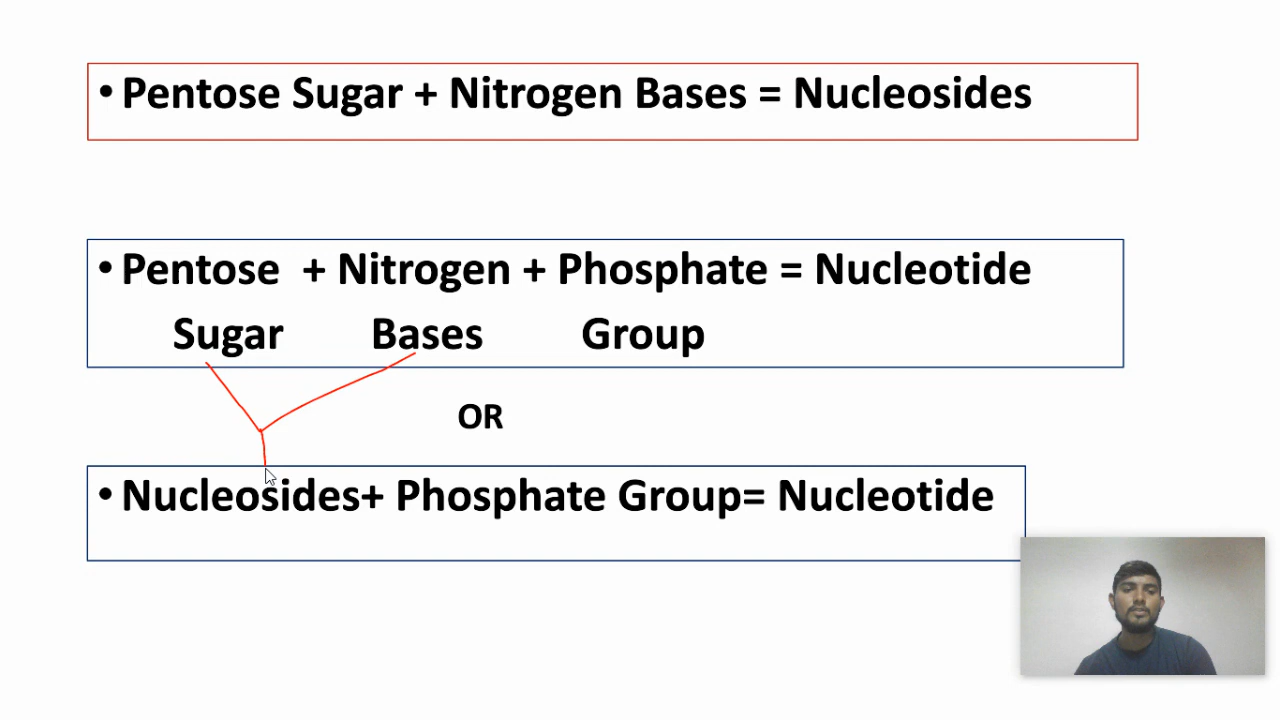 • Pentose Sugar + Nitrogen Bases = Nucleosides
• Pentose + Nitrogen + Phosphate = Nucleotide
Sugar Bases Group
OR
• Nucleosides+ Phosphate Group= Nucleotide